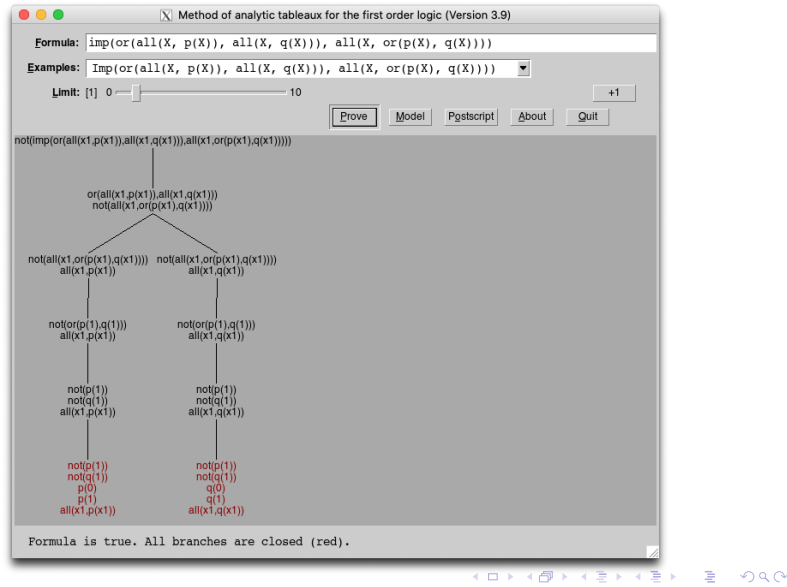 Method of analytic tableaux for the first order logic (Version 3.9)
Formula: imp(or(all(X, p(X)), all(X, q(X))), all(X, or(p(X), q(X))))
Examples: Imp(or(all(X, p(X)), all(X, q(X))), all(X, or(p(X), q(X))))
Limit: [1] 0 10 +1
Prove Model Postscript About Quit
not(imp(or(all(x1,p(x1)),all(x1,q(x1))),all(x1,or(p(x1),q(x1)))))
or(all(x1,p(x1)),all(x1,q(x1)))
not(all(x1,or(p(x1),q(x1))))
not(all(x1,or(p(x1),q(x1)))) not(all(x1,or(p(x1),q(x1))))
all(x1,p(x1)) all(x1,q(x1))
not(or(p(1),q(1))) not(or(p(1),q(1)))
all(x1,p(x1)) all(x1,q(x1))
not(p(1)) not(p(1))
not(q(1)) not(q(1))
all(x1,p(x1)) all(x1,q(x1))
not(p(1)) not(p(1))
not(q(1)) not(q(1))
p(0) q(0)
p(1) q(1)
all(x1,p(x1)) all(x1,q(x1))
Formula is true. All branches are closed (red).